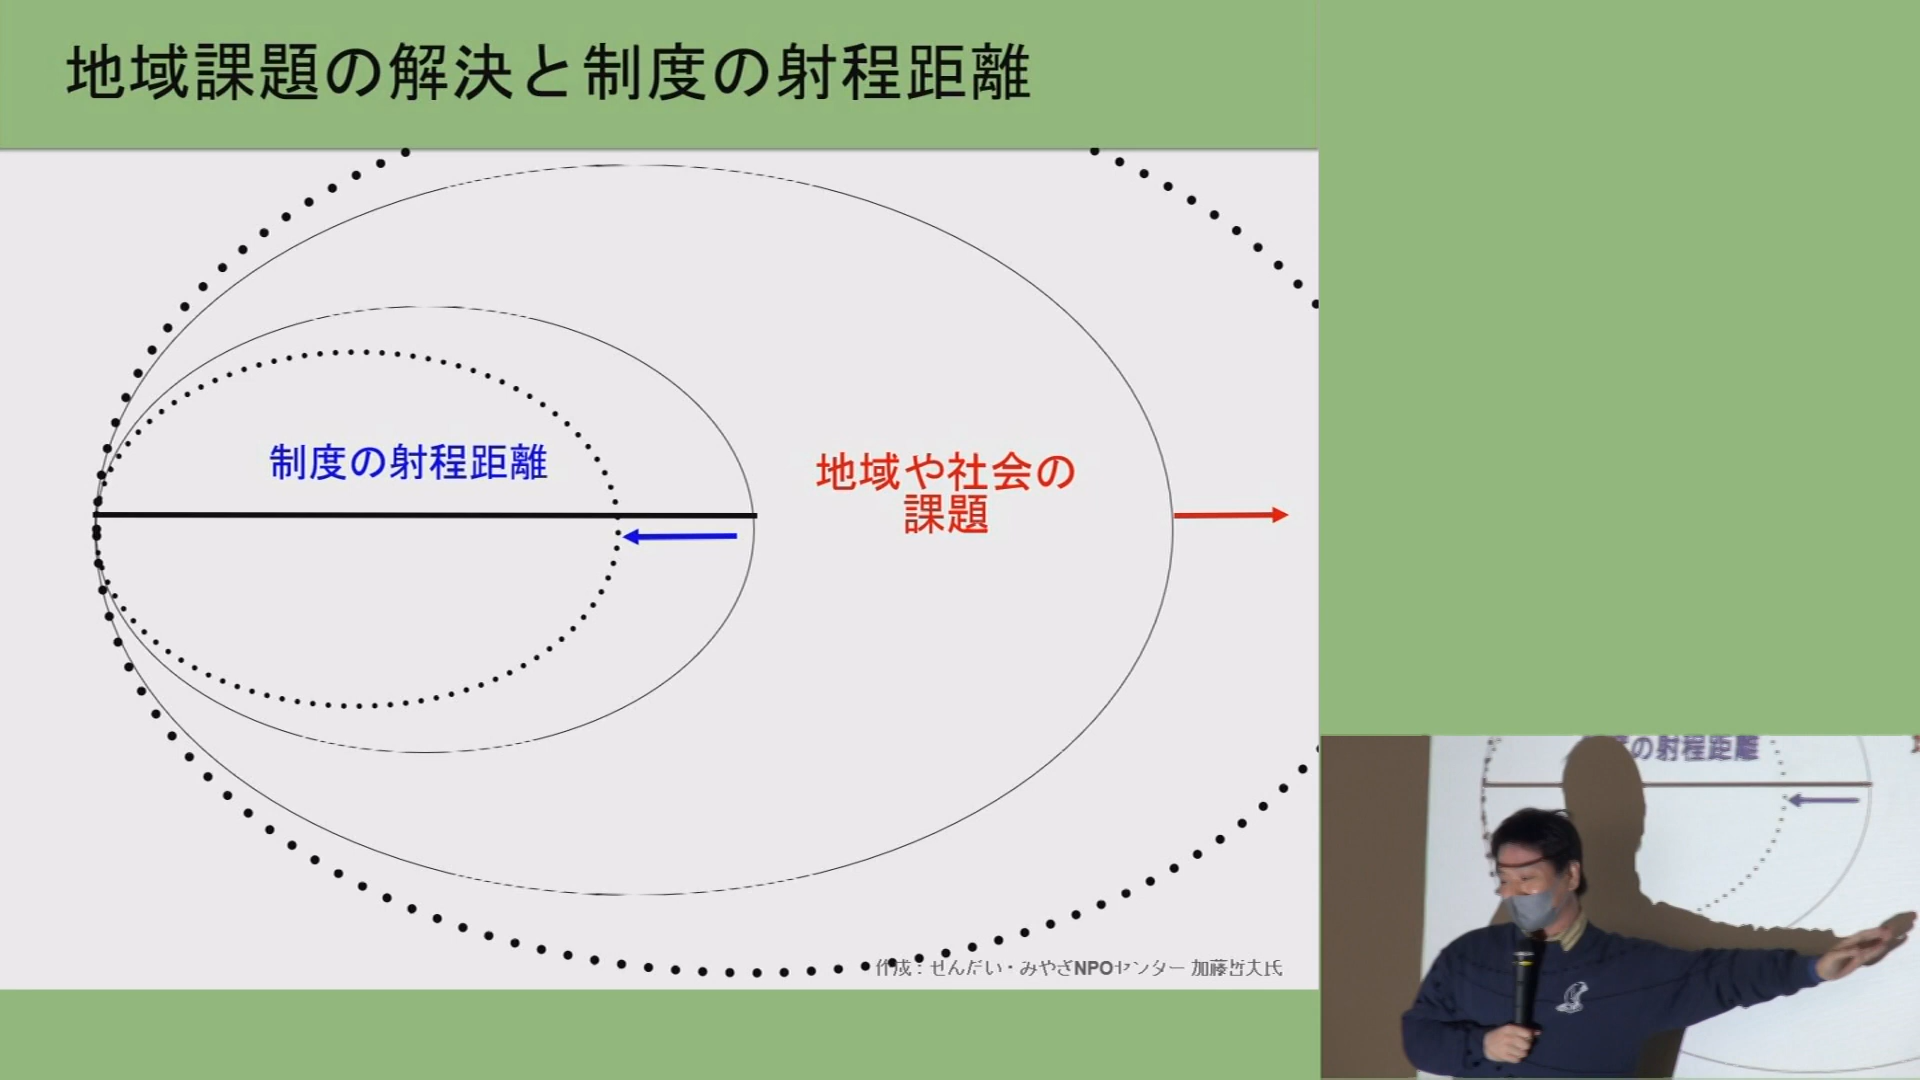 地域課題の解決と制度の射程距離
制度の射程距離
地域や社会の
課題
作成：せんだい・みやぎNPOセンター 加藤哲夫氏
の射程距離